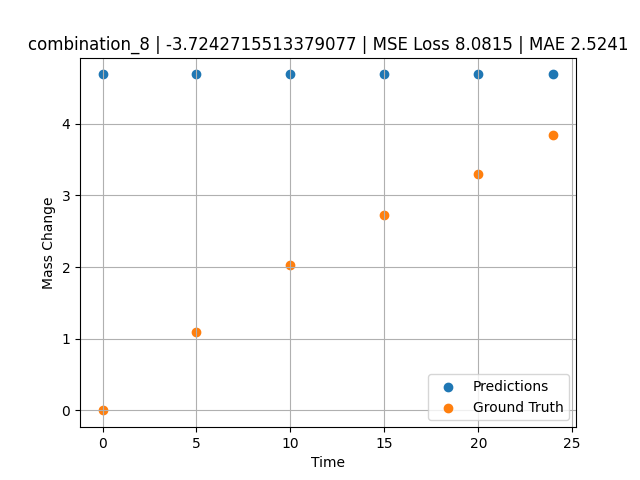 combination_8 | -3.7242715513379077 | MSE Loss 8.0815 | MAE 2.5241
4
3
2
1
0
Mass Change
0 5 10 15 20 25
Time
Predictions
Ground Truth